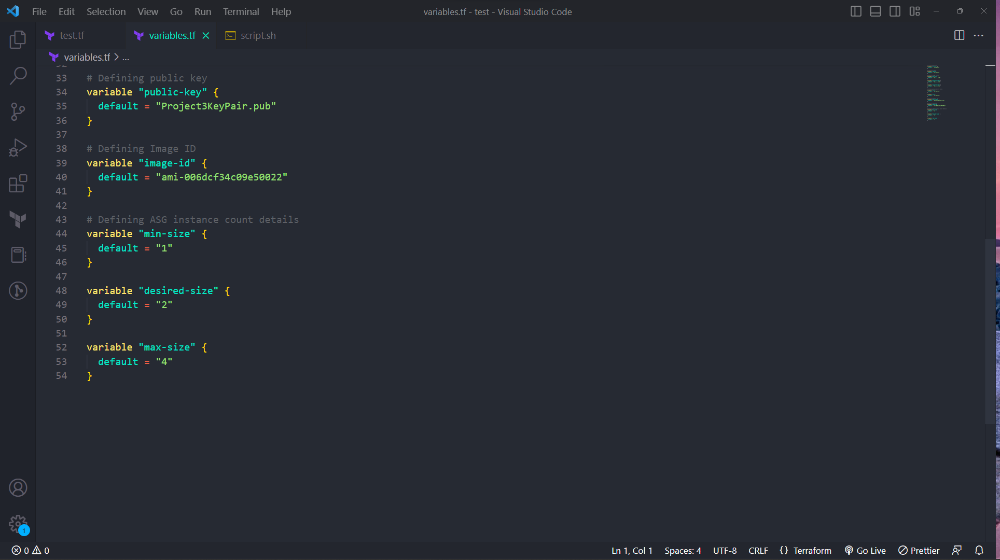 File Edit Selection View Go Run Terminal Help variables.tf - test - Visual Studio Code
test.tf variables.tf script.sh
variables.tf > ...
33 # Defining public key
34 variable "public-key" {
35 default = "Project3KeyPair.pub"
36 }
37
38 # Defining Image ID
39 variable "image-id" {
40 default = "ami-006dcf34c09e50022"
41 }
42
43 # Defining ASG instance count details
44 variable "min-size" {
45 default = "1"
46 }
47
48 variable "desired-size" {
49 default = "2"
50 }
51
52 variable "max-size" {
53 default = "4"
54 }
1
0 0 Ln 1, Col 1 Spaces: 4 UTF-8 CRLF {} Terraform Go Live Prettier